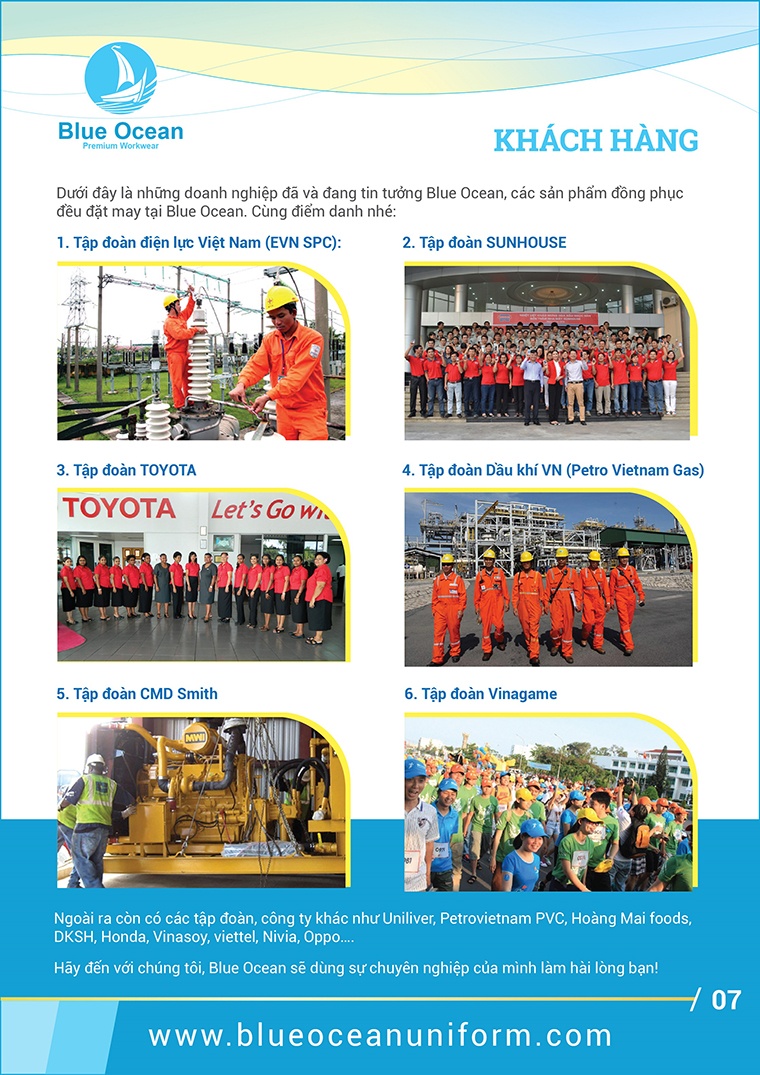 Blue Ocean
Premium Workwear
KHÁCH HÀNG
Dưới đây là những doanh nghiệp đã và đang tin tưởng Blue Ocean, các sản phẩm đồng phục
đều đặt may tại Blue Ocean. Cùng điểm danh nhé:
1. Tập đoàn điện lực Việt Nam (EVN SPC):
2. Tập đoàn SUNHOUSE
3. Tập đoàn TOYOTA
4. Tập đoàn Dầu khí VN (Petro Vietnam Gas)
TOYOTA
Let's Go
5. Tập đoàn CMD Smith
6. Tập đoàn Vinagame
MWI
Ngoài ra còn có các tập đoàn, công ty khác như Uniliver, Petrovietnam PVC, Hoàng Mai foods,
DKSH, Honda, Vinasoy, viettel, Nivia, Oppo....
Hãy đến với chúng tôi, Blue Ocean sẽ dùng sự chuyên nghiệp của mình làm hài lòng bạn!
/ 07
www.blueoceanuniform.com